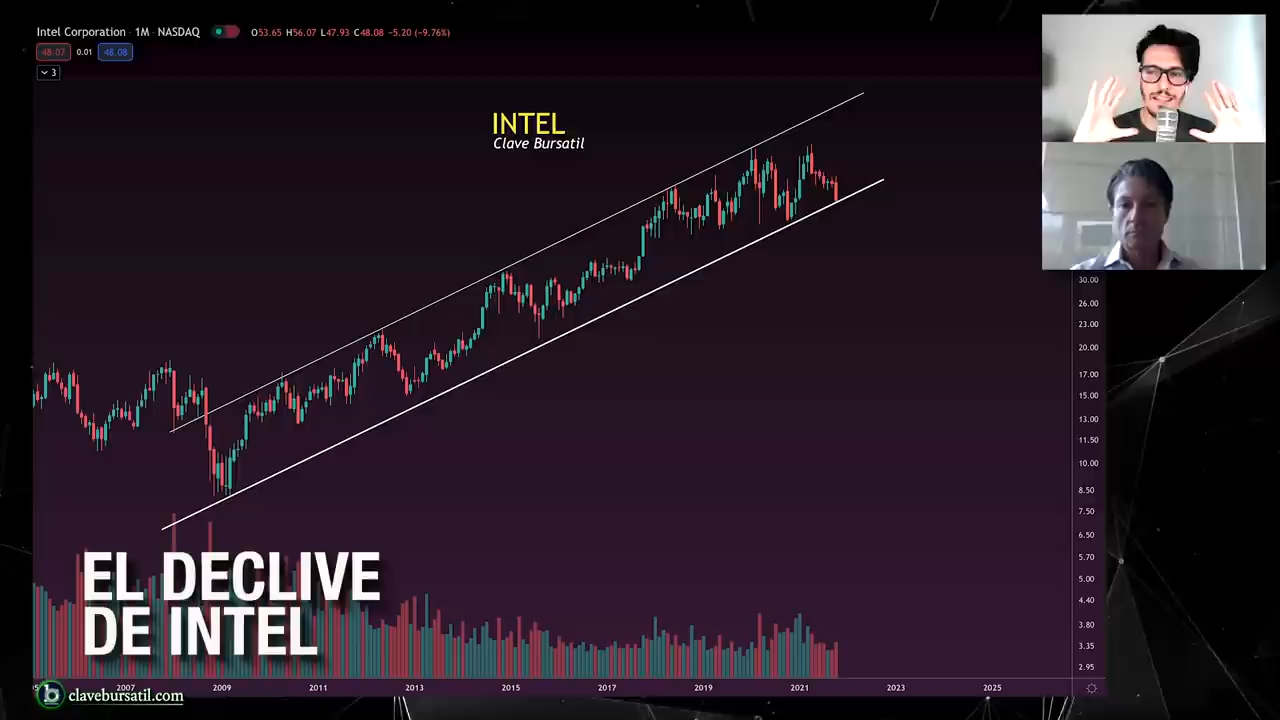 Intel Corporation · 1M · NASDAQ O53.65 H56.07 L47.93 C48.08 −5.20 (−9.76%)
48.07 0.01 48.08
3
INTEL
Clave Bursatil
30.00
26.00
23.00
20.00
17.00
15.00
13.00
11.50
10.00
8.50
7.50
6.50
5.70
5.00
4.40
3.80
3.35
2.95
EL DECLIVE
DE INTEL
2007 2009 2011 2013 2015 2017 2019 2021 2023 2025
b clavebursatil.com